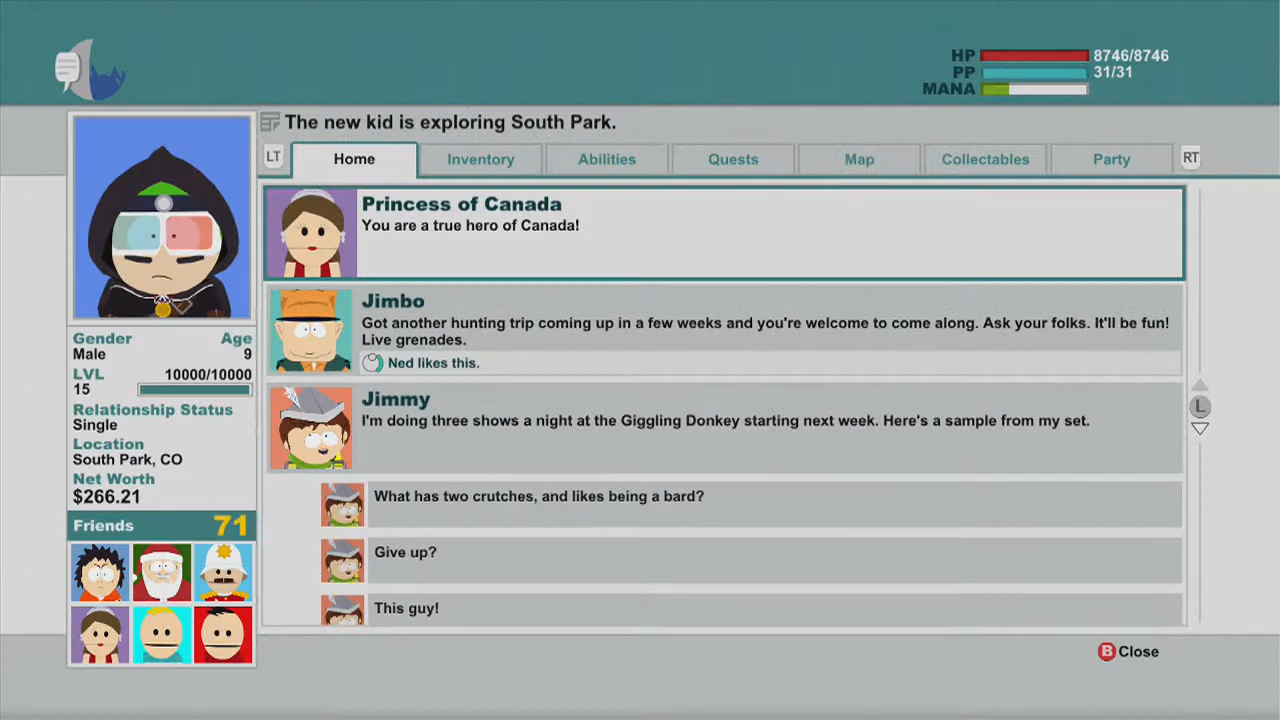 HP 8746/8746
PP 31/31
MANA
The new kid is exploring South Park.
LT Home Inventory Abilities Quests Map Collectables Party RT
Princess of Canada
You are a true hero of Canada!
Jimbo
Got another hunting trip coming up in a few weeks and you're welcome to come along. Ask your folks. It'll be fun!
Live grenades.
Ned likes this.
Jimmy
I'm doing three shows a night at the Giggling Donkey starting next week. Here's a sample from my set.
What has two crutches, and likes being a bard?
Give up?
This guy!
Gender Age
Male 9
LVL 10000/10000
15
Relationship Status
Single
Location
South Park, CO
Net Worth
$266.21
Friends 71
L
B Close